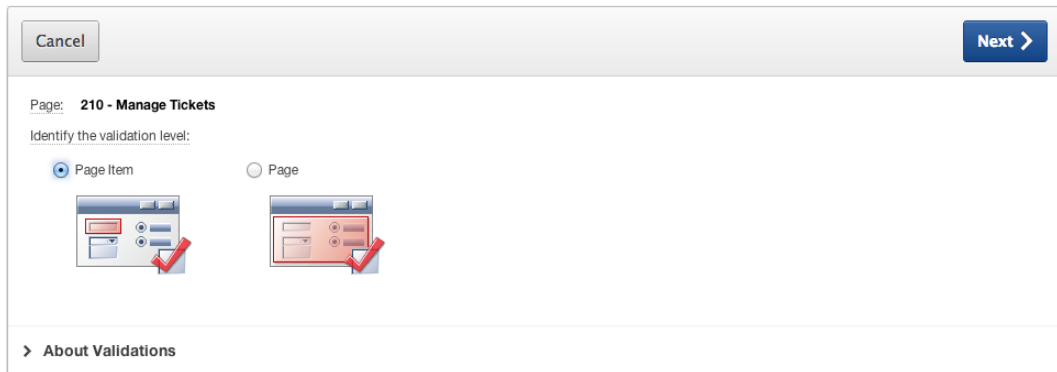 Cancel
Next
Page: 210 - Manage Tickets
Identify the validation level:
Page Item
Page
About Validations